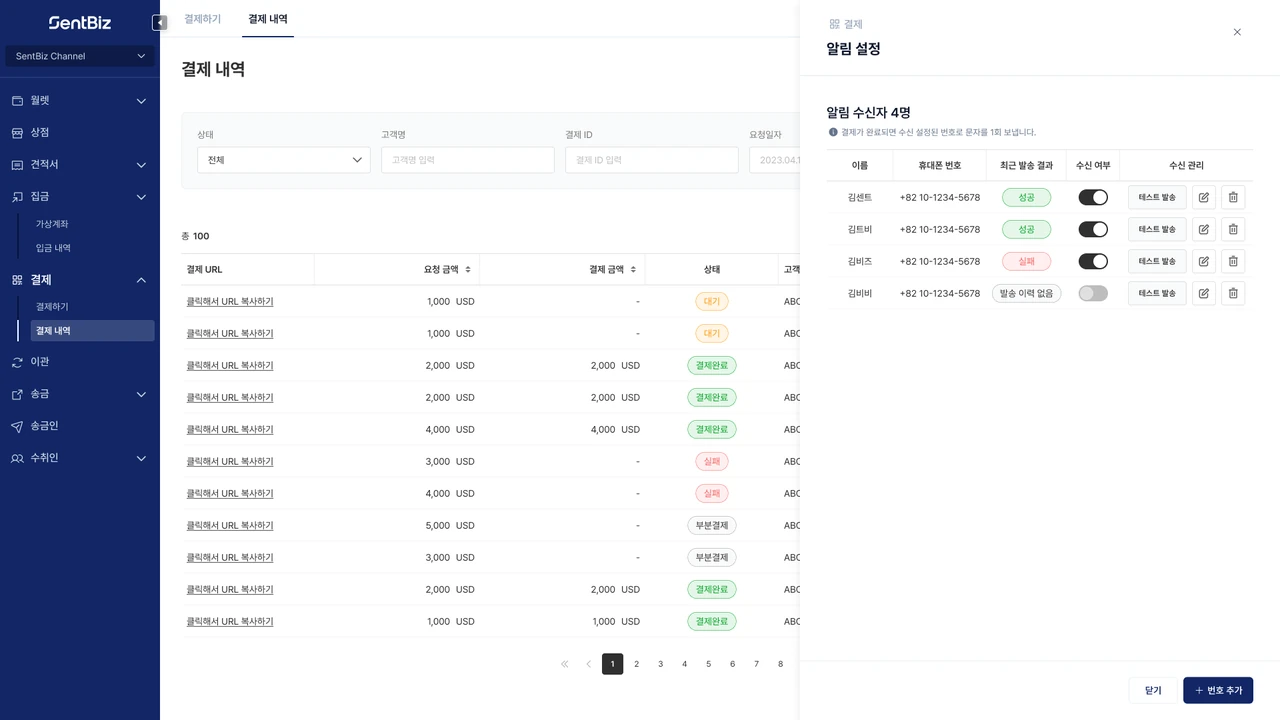 SentBiz
SentBiz Channel
월렛
상점
견적서
집금
가상계좌
입금 내역
결제
결제하기
결제 내역
이관
송금
송금인
수취인
결제하기 결제 내역
결제 내역
상태 고객명 결제 ID 요청일자
전체 고객명 입력 결제 ID 입력 2023.04.1
총 100
결제 URL 요청 금액 결제 금액 상태 고객
클릭해서 URL 복사하기 1,000 USD - 대기 ABC
클릭해서 URL 복사하기 1,000 USD - 대기 ABC
클릭해서 URL 복사하기 2,000 USD 2,000 USD 결제완료 ABC
클릭해서 URL 복사하기 2,000 USD 2,000 USD 결제완료 ABC
클릭해서 URL 복사하기 4,000 USD 4,000 USD 결제완료 ABC
클릭해서 URL 복사하기 3,000 USD - 실패 ABC
클릭해서 URL 복사하기 4,000 USD - 실패 ABC
클릭해서 URL 복사하기 5,000 USD - 부분결제 ABC
클릭해서 URL 복사하기 3,000 USD - 부분결제 ABC
클릭해서 URL 복사하기 2,000 USD 2,000 USD 결제완료 ABC
클릭해서 URL 복사하기 1,000 USD 1,000 USD 결제완료 ABC
1 2 3 4 5 6 7 8
결제
알림 설정
알림 수신자 4명
결제가 완료되면 수신 설정된 번호로 문자를 1회 보냅니다.
이름 휴대폰 번호 최근 발송 결과 수신 여부 수신 관리
김센트 +82 10-1234-5678 성공 테스트 발송
김트비 +82 10-1234-5678 성공 테스트 발송
김비즈 +82 10-1234-5678 실패 테스트 발송
김비비 +82 10-1234-5678 발송 이력 없음 테스트 발송
닫기 + 번호 추가